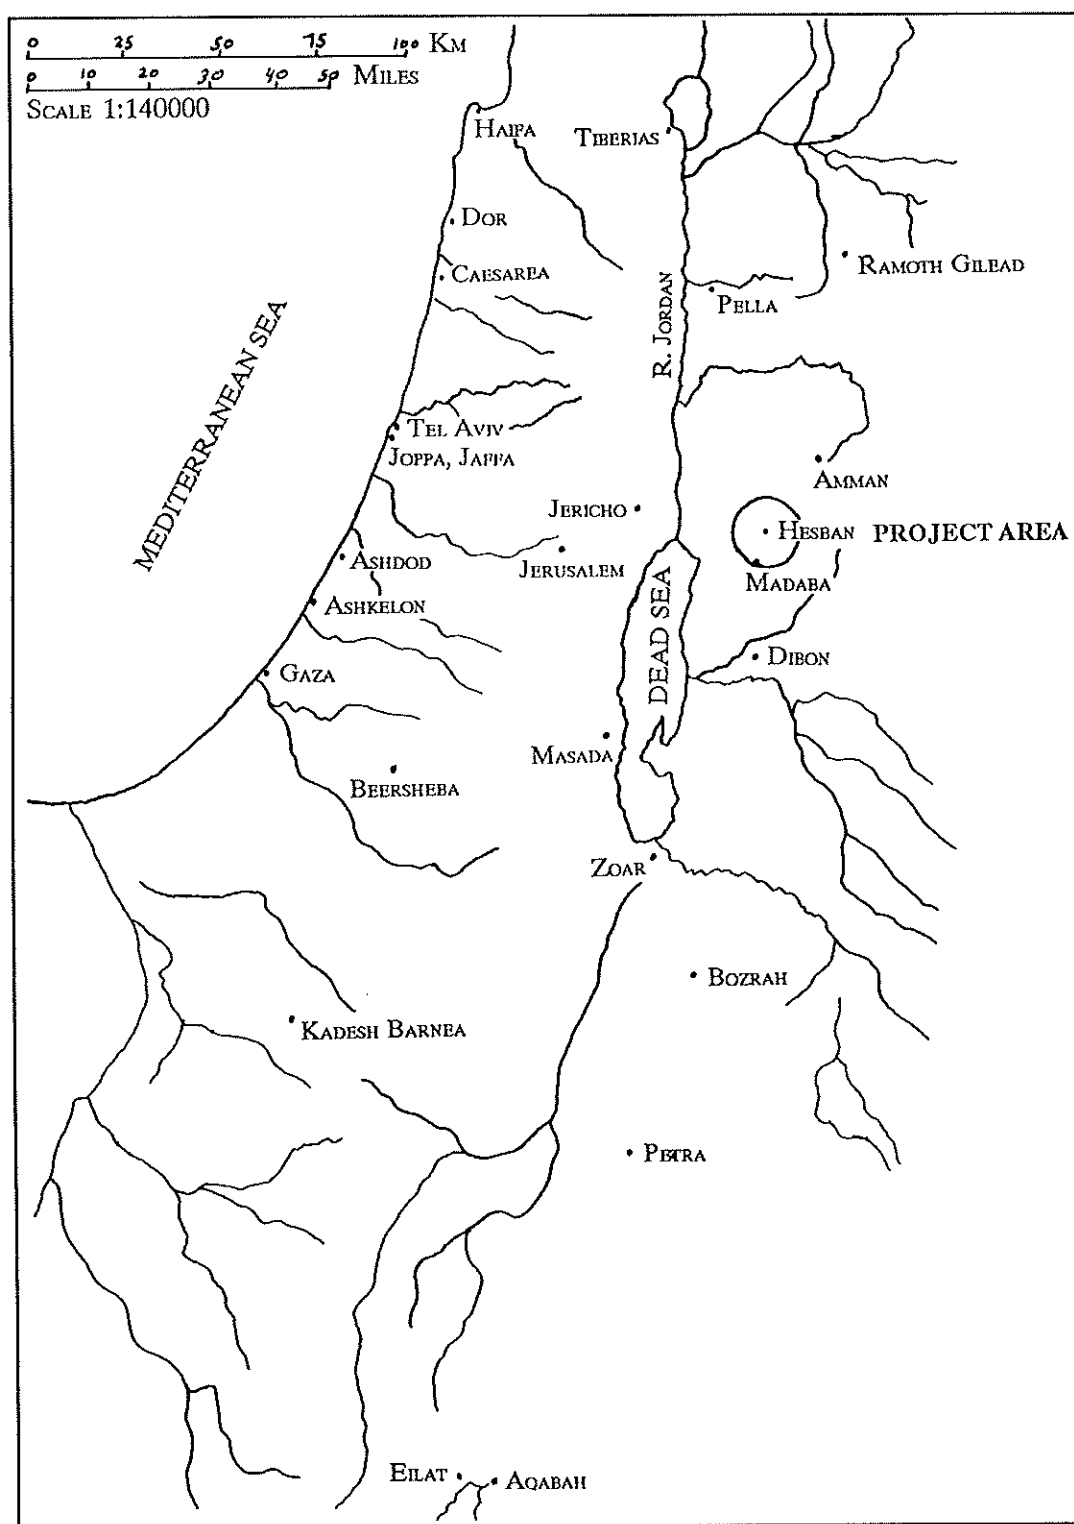 0 25 50 75 100 KM
0 10 20 30 40 50 MILES
SCALE 1:140000
HAIFA
TIBERIAS
DOR
RAMOTH GILEAD
CAESAREA
PELLA
R. JORDAN
MEDITERRANEAN SEA
TEL AVIV
JOPPA, JAFFA
AMMAN
JERICHO
HESBAN PROJECT AREA
ASHDOD
JERUSALEM
MADABA
ASHKELON
DEAD SEA
DIBON
GAZA
MASADA
BEERSHEBA
ZOAR
BOZRAH
KADESH BARNEA
PETRA
EILAT
AQABAH